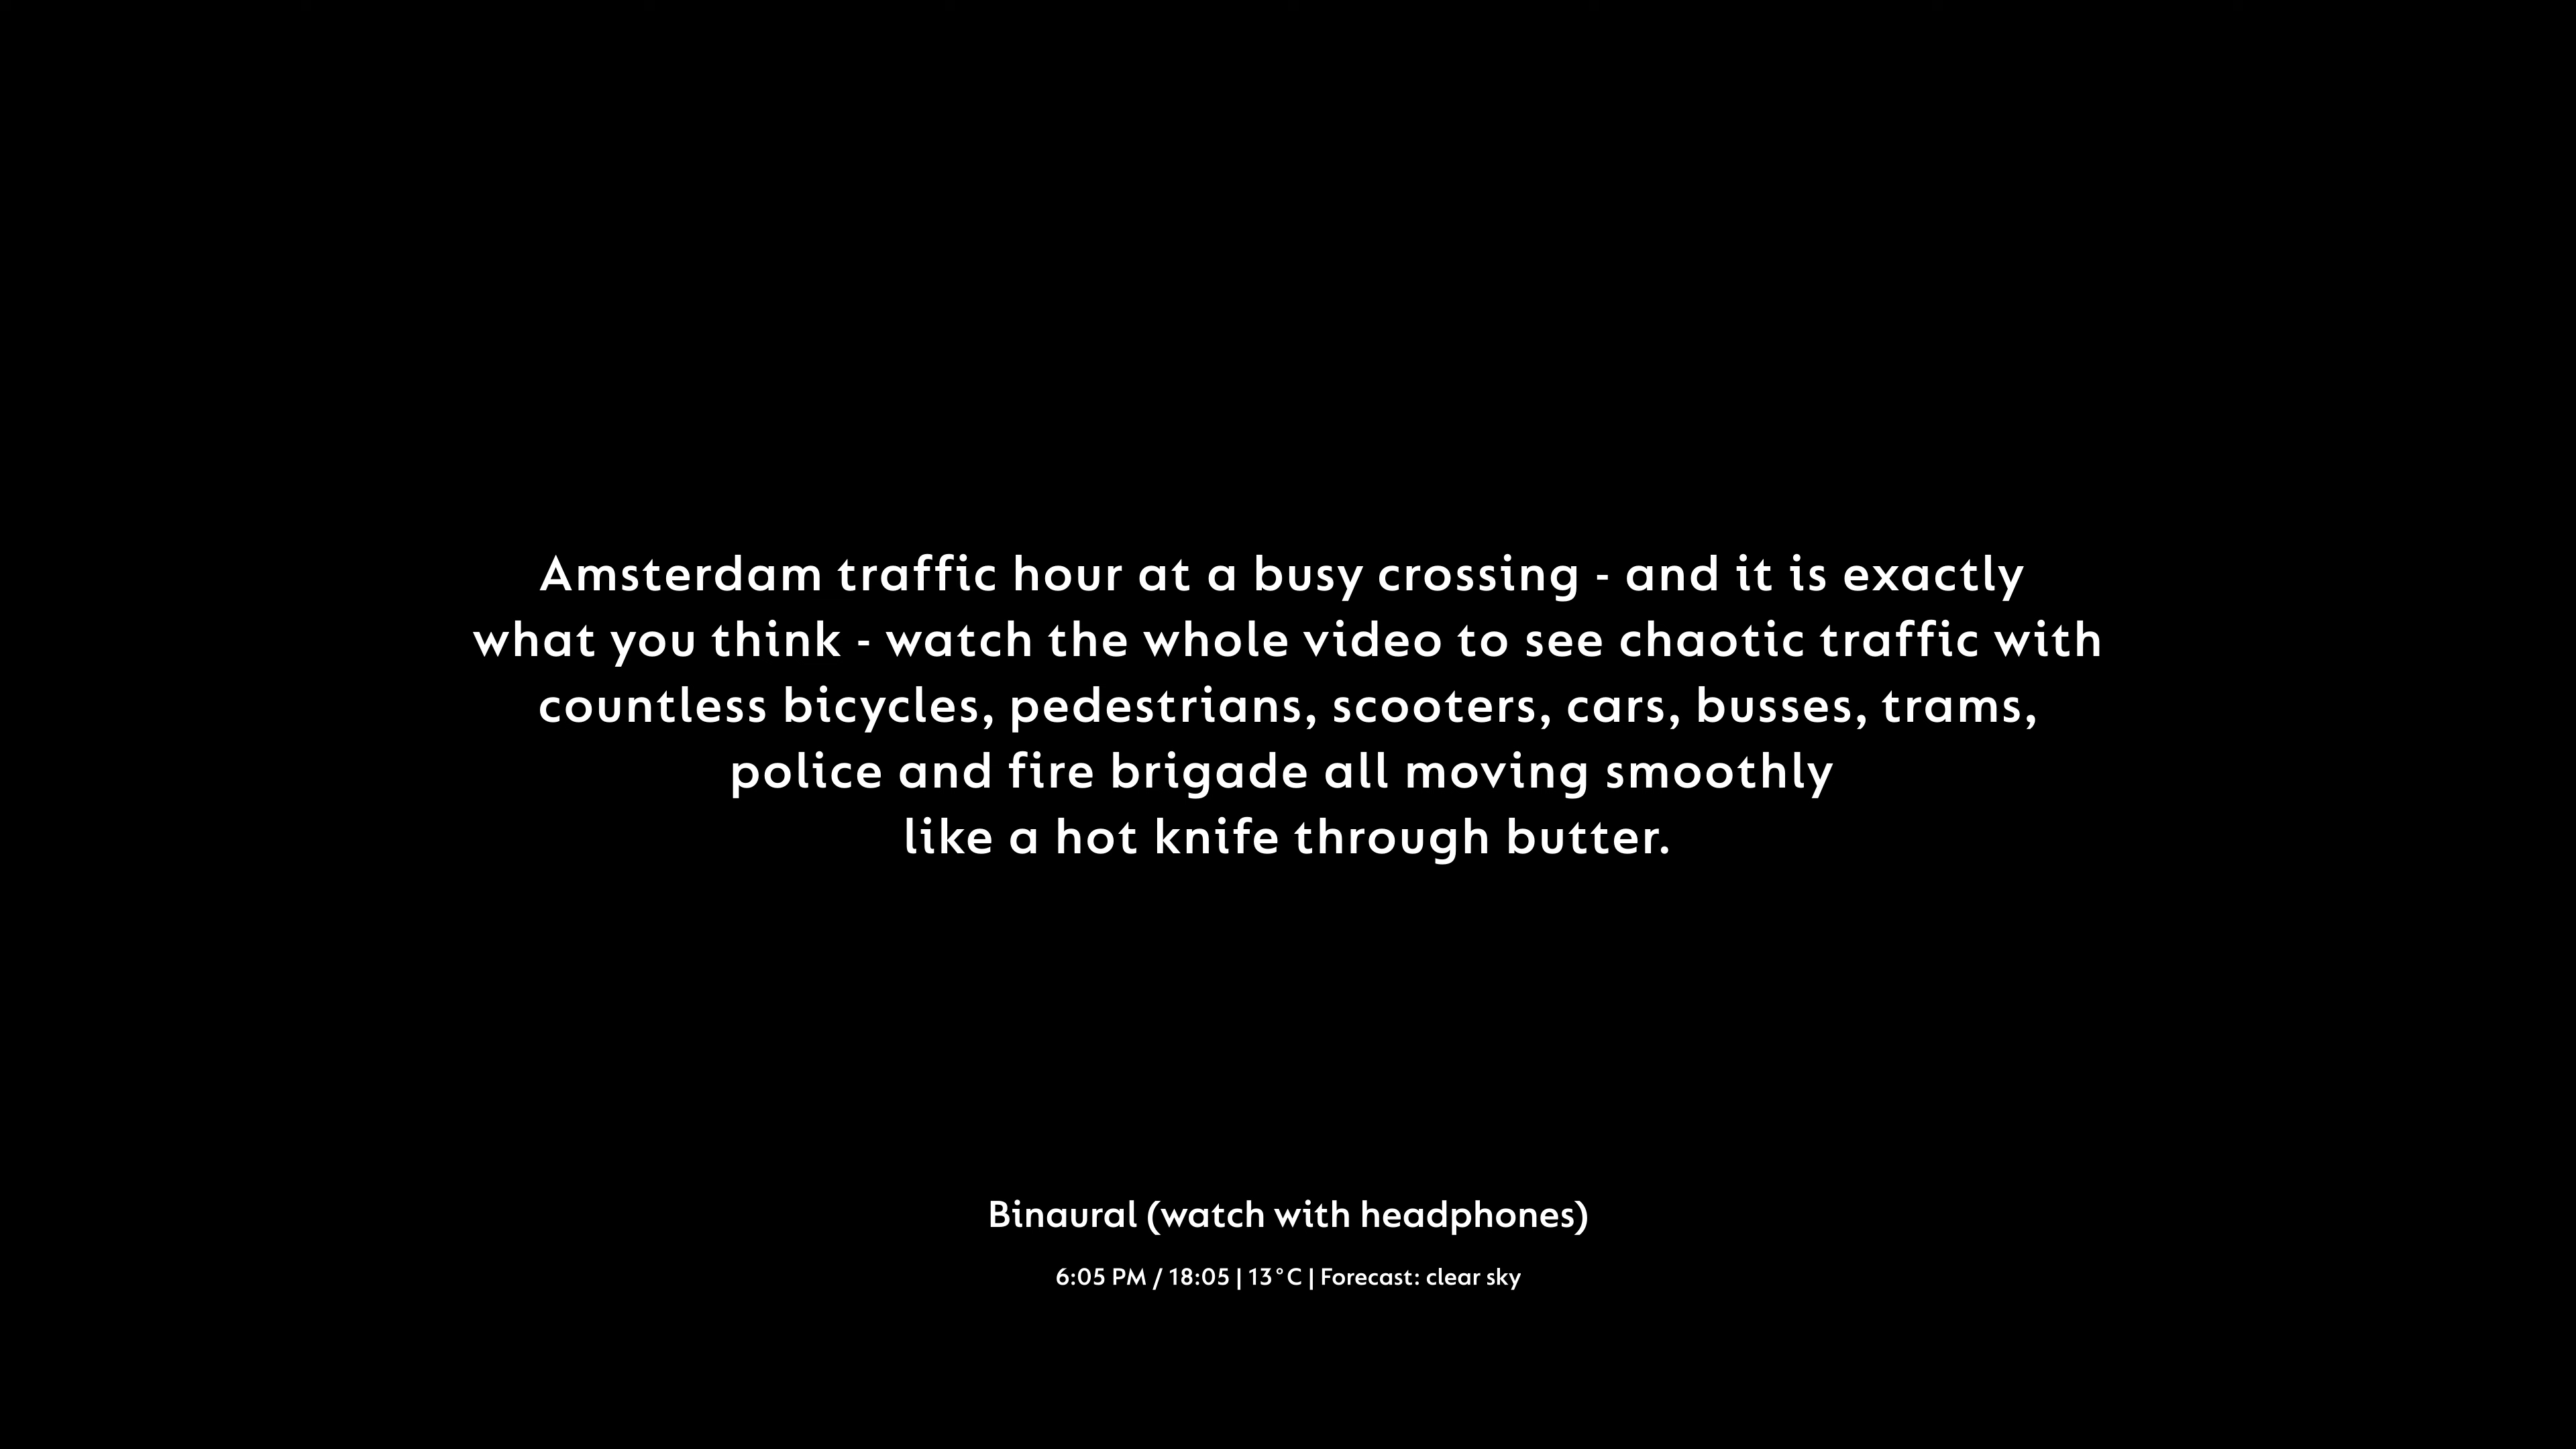 Amsterdam traffic hour at a busy crossing - and it is exactly
what you think - watch the whole video to see chaotic traffic with
countless bicycles, pedestrians, scooters, cars, busses, trams,
police and fire brigade all moving smoothly
like a hot knife through butter.
Binaural (watch with headphones)
6:05 PM / 18:05 | 13°C | Forecast: clear sky